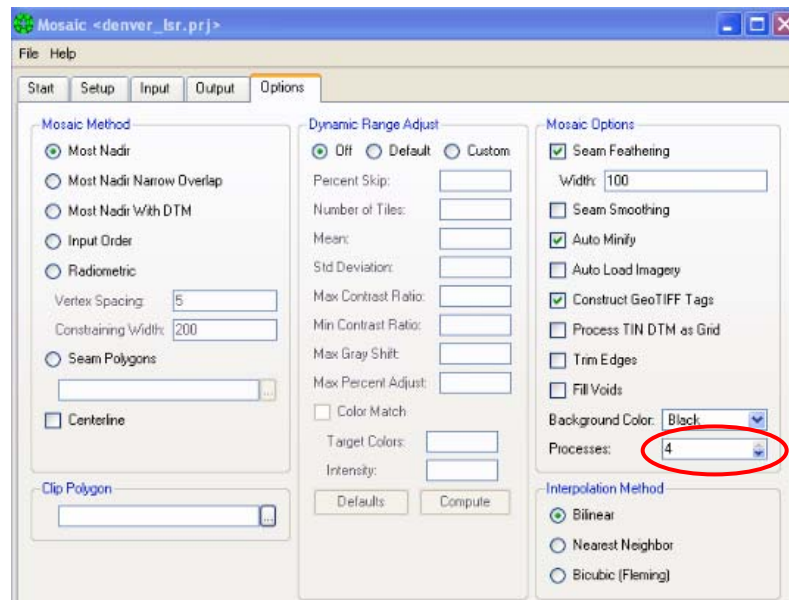 Mosaic <denver_lsr.prj>
File Help
Start Setup Input Output Options
Mosaic Method
Most Nadir
Most Nadir Narrow Overlap
Most Nadir With DTM
Input Order
Radiometric
Vertex Spacing: 5
Constraining Width: 200
Seam Polygons
...
Centerline
Clip Polygon
...
Dynamic Range Adjust
Off Default Custom
Percent Skip:
Number of Tiles:
Mean:
Std Deviation:
Max Contrast Ratio:
Min Contrast Ratio:
Max Gray Shift:
Max Percent Adjust:
Color Match
Target Colors:
Intensity:
Defaults Compute
Mosaic Options
Seam Feathering
Width: 100
Seam Smoothing
Auto Minify
Auto Load Imagery
Construct GeoTIFF Tags
Process TIN DTM as Grid
Trim Edges
Fill Voids
Background Color: Black
Processes: 4
Interpolation Method
Bilinear
Nearest Neighbor
Bicubic (Fleming)